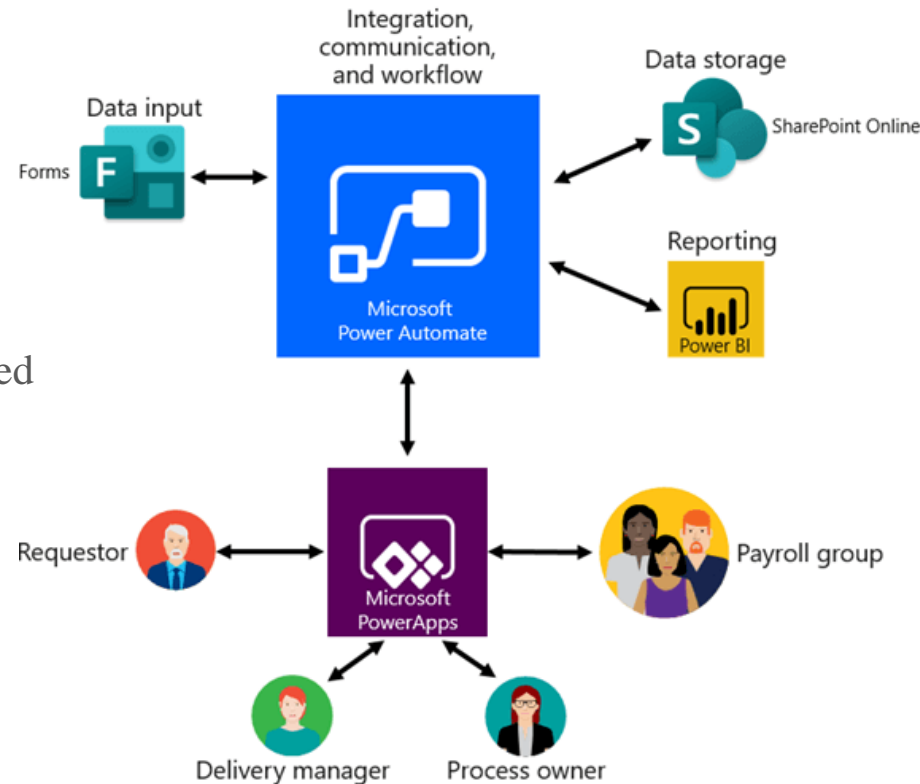 Integration,
communication,
and workflow
Data storage
Data input
SharePoint Online
S
Forms
F
Reporting
Microsoft
Power Automate
Power BI
ed
Requestor
Payroll group
Microsoft
PowerApps
Delivery manager
Process owner